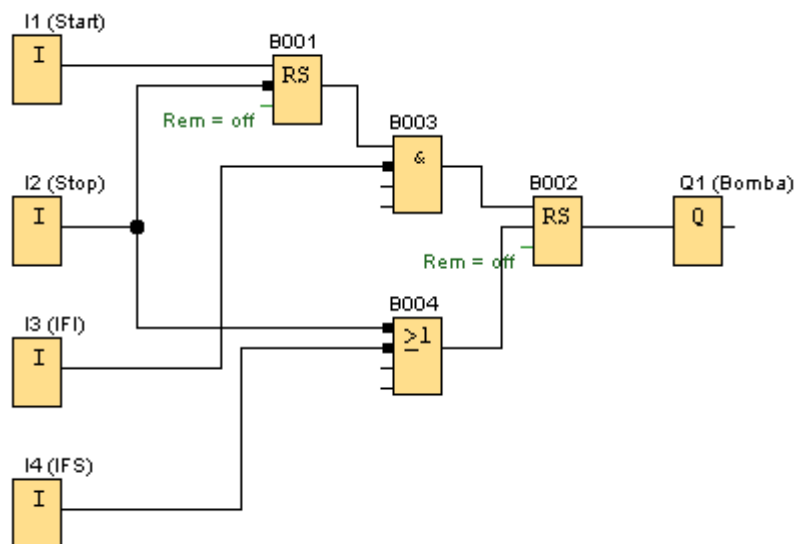 I1 (Start)
I
B001
RS
Rem = off
B003
&
I2 (Stop)
I
B002
RS
Rem = off
Q1 (Bomba)
Q
B004
≥1
I3 (IFI)
I
I4 (IFS)
I